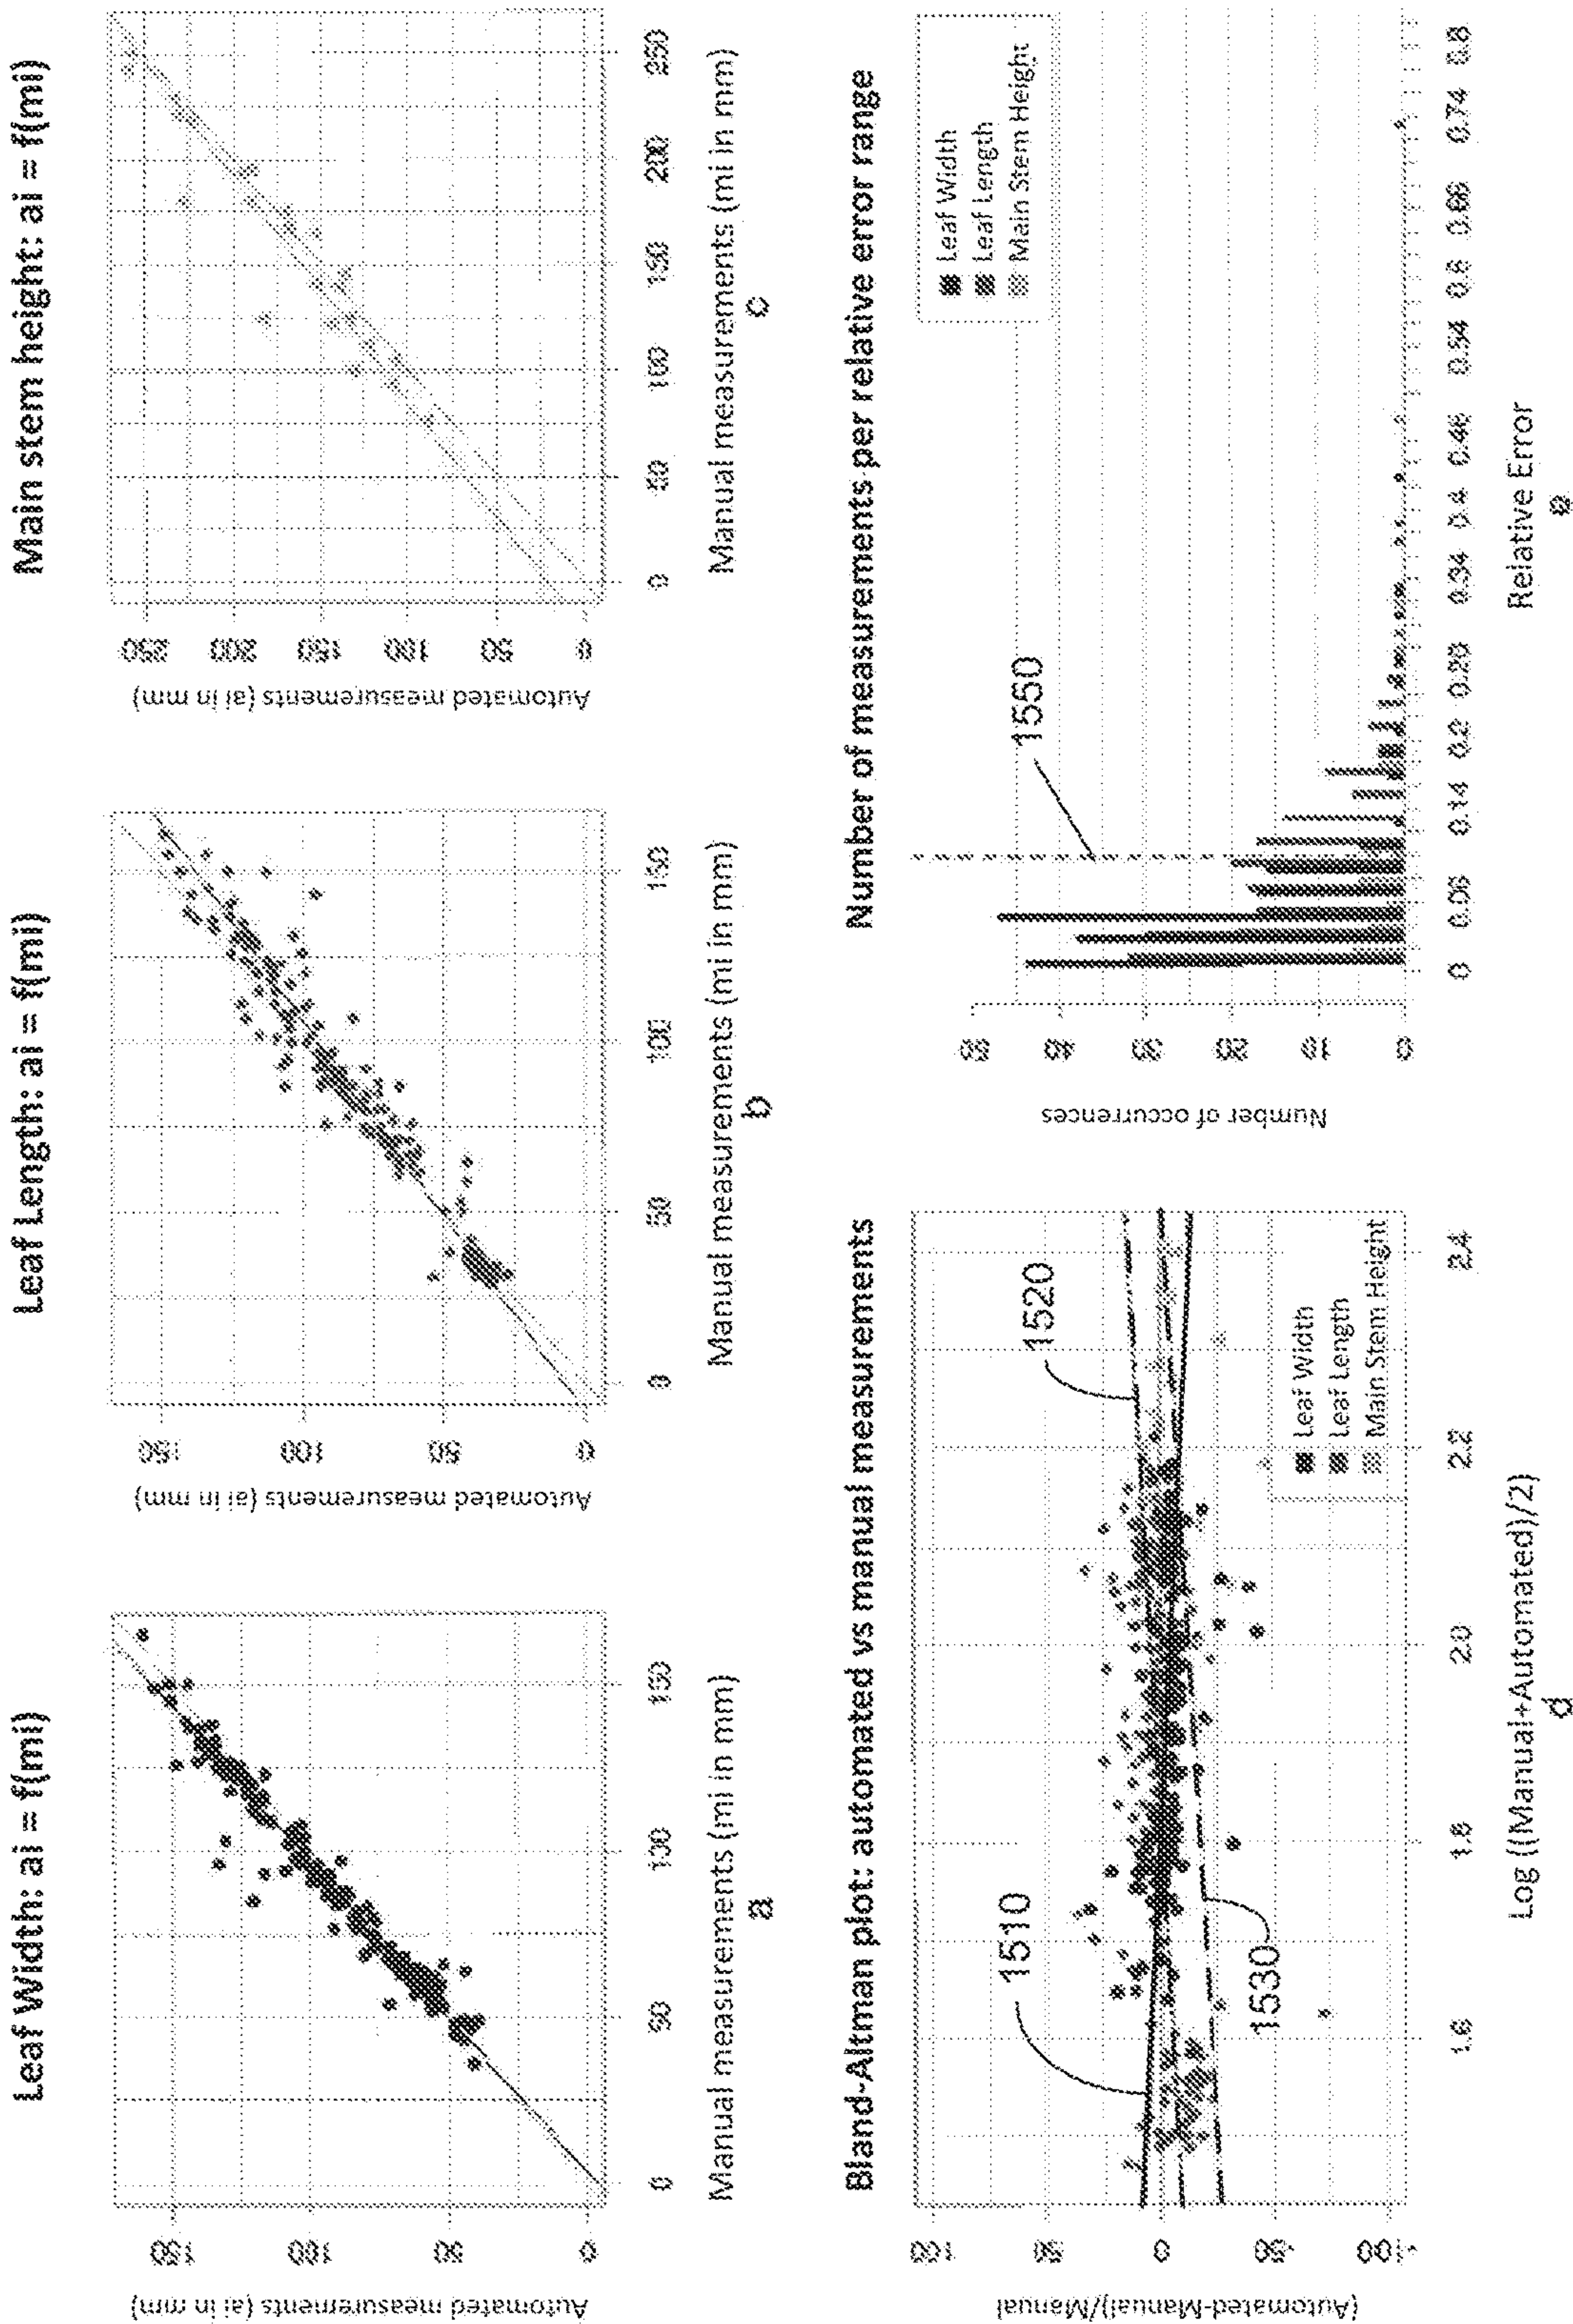 Leaf Width: ai = f(mi)
Automated measurements (ai in mm)
150
100
50
0
0
50
100
150
Manual measurements (mi in mm)
a
Leaf Length: ai = f(mi)
Automated measurements (ai in mm)
150
100
50
0
0
50
100
150
Manual measurements (mi in mm)
b
Main stem height: ai = f(mi)
Automated measurements (ai in mm)
250
200
150
100
50
0
0
50
100
150
200
250
Manual measurements (mi in mm)
c
Bland-Altman plot: automated vs manual measurements
(Automated-Manual)/Manual
100
50
0
-50
-100
1510
1520
1530
Leaf Width
Leaf Length
Main Stem Height
1.6
1.8
2.0
2.2
2.4
Log ((Manual+Automated)/2)
d
Number of measurements per relative error range
Number of occurrences
50
40
30
20
10
0
1550
Leaf Width
Leaf Length
Main Stem Height
0
0.06
0.14
0.2
0.34
0.4
0.46
0.54
0.6
0.66
0.74
0.8
Relative Error
e